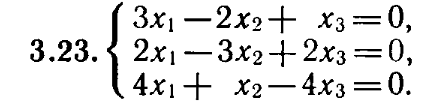 3x₁ − 2x₂ + x₃ = 0,
3.23. 2x₁ − 3x₂ + 2x₃ = 0,
4x₁ + x₂ − 4x₃ = 0.